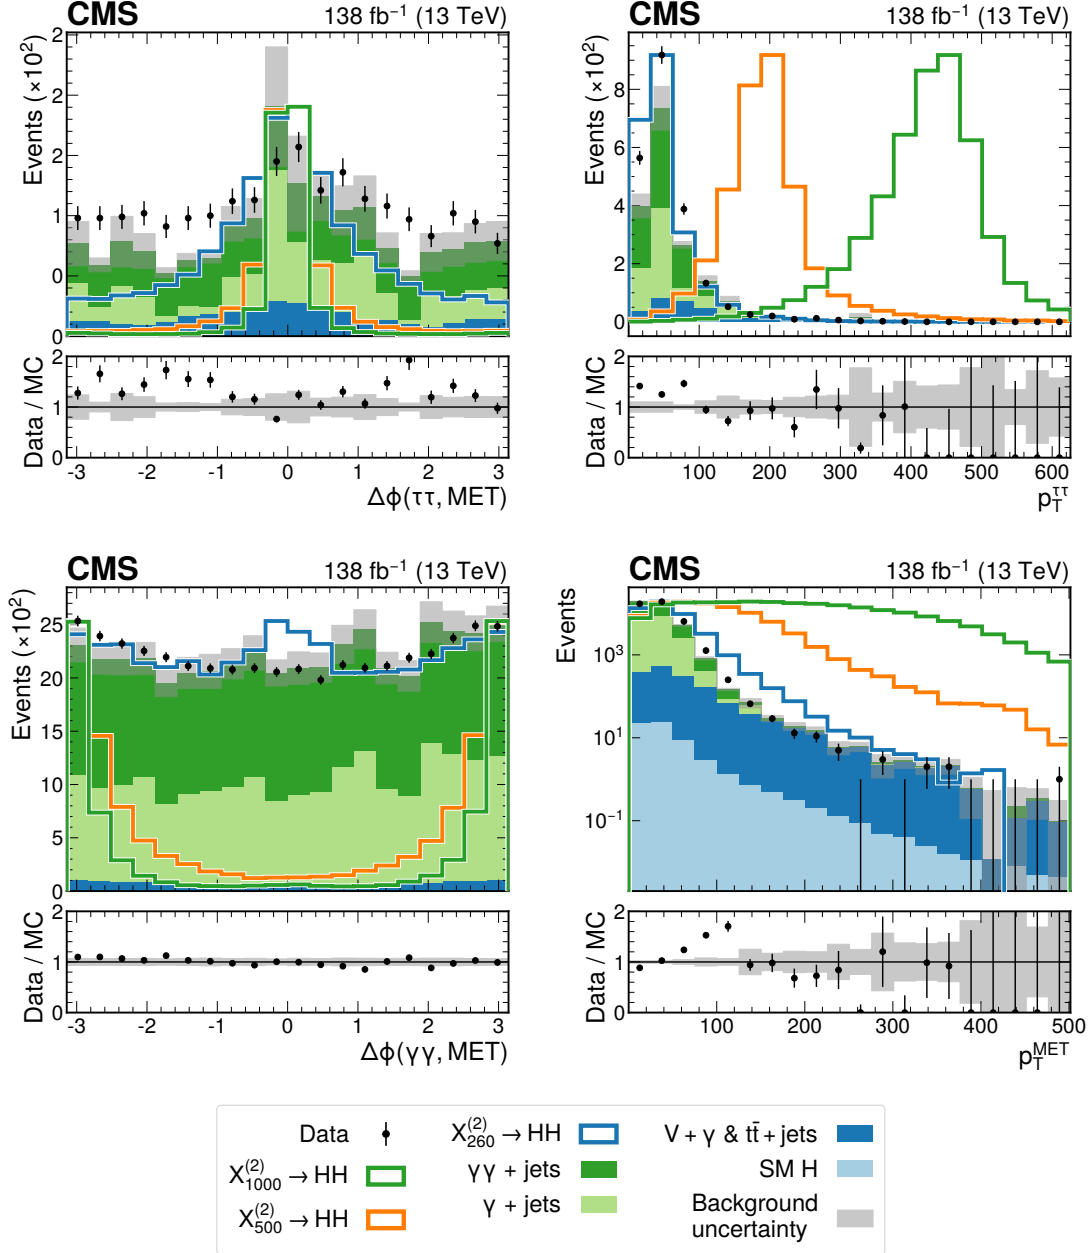 CMS 138 fb⁻¹ (13 TeV)
Events (×10²)
2
2
2
1
0
0
Data / MC
2
1
0
-3 -2 -1 0 1 2 3
Δϕ(ττ, MET)
CMS 138 fb⁻¹ (13 TeV)
Events (×10²)
8
6
4
2
0
Data / MC
2
1
0
100 200 300 400 500 600
p_T^ττ
CMS 138 fb⁻¹ (13 TeV)
Events (×10²)
25
20
15
10
5
0
Data / MC
2
1
0
-3 -2 -1 0 1 2 3
Δϕ(γγ, MET)
CMS 138 fb⁻¹ (13 TeV)
Events
10³
10¹
10⁻¹
Data / MC
2
1
0
100 200 300 400 500
p_T^MET
Data X₂₆₀⁽²⁾ → HH V + γ & tt̄ + jets
X₁₀₀₀⁽²⁾ → HH γγ + jets SM H
X₅₀₀⁽²⁾ → HH γ + jets Background
uncertainty